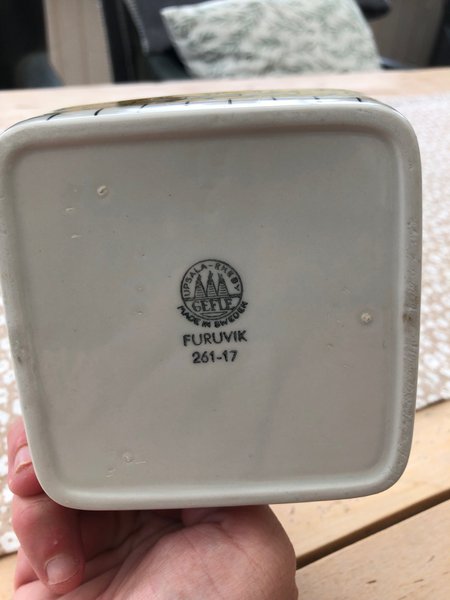 UPSALA-EKEBY
GEFLE
MADE IN SWEDEN
FURUVIK
261-17